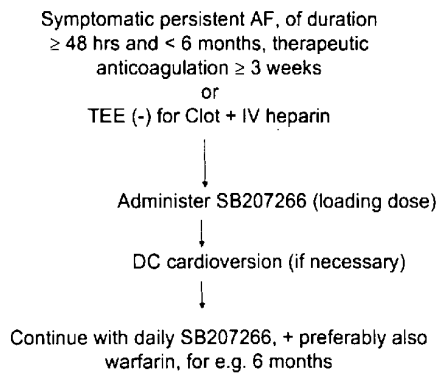 Symptomatic persistent AF, of duration
≥ 48 hrs and < 6 months, therapeutic
anticoagulation ≥ 3 weeks
or
TEE (-) for Clot + IV heparin
Administer SB207266 (loading dose)
DC cardioversion (if necessary)
Continue with daily SB207266, + preferably also
warfarin, for e.g. 6 months